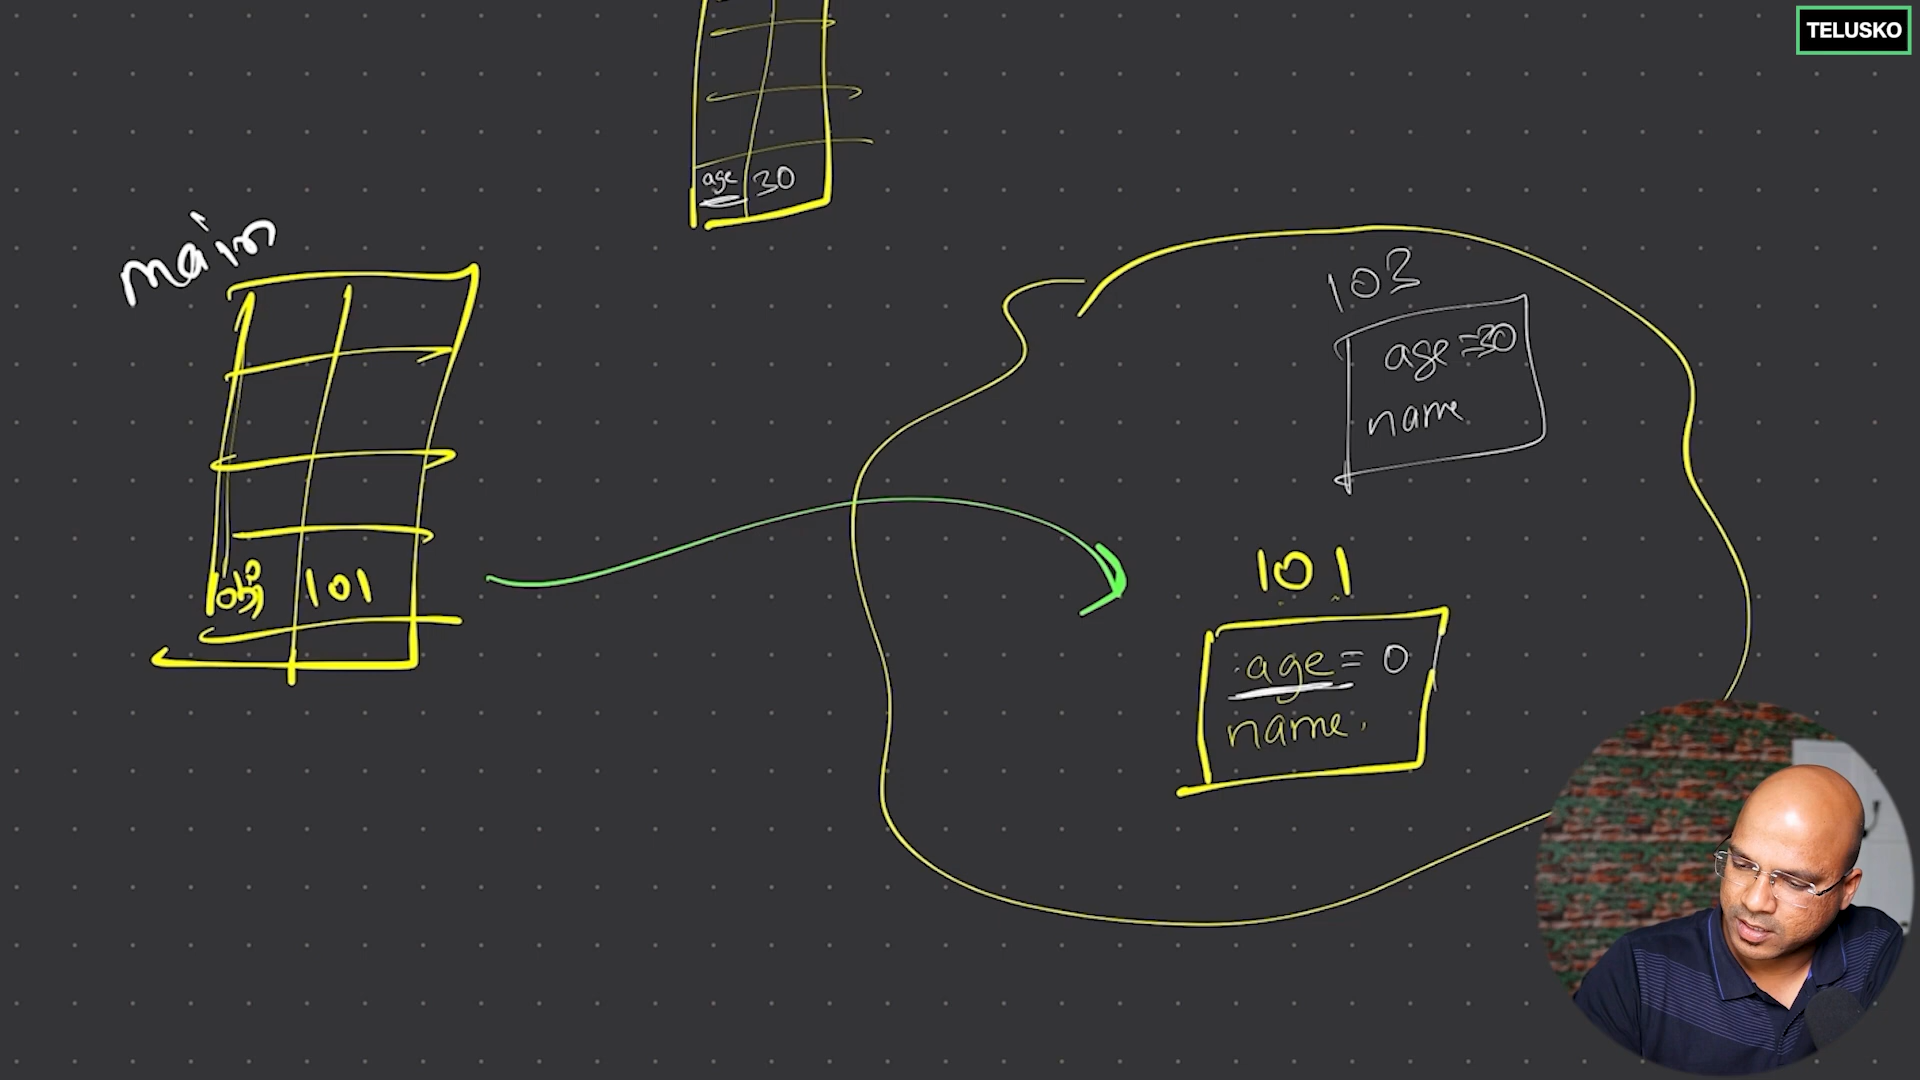 TELUSKO
age 30
main
103
age = 30
name
obj 101
101
age = 0
name